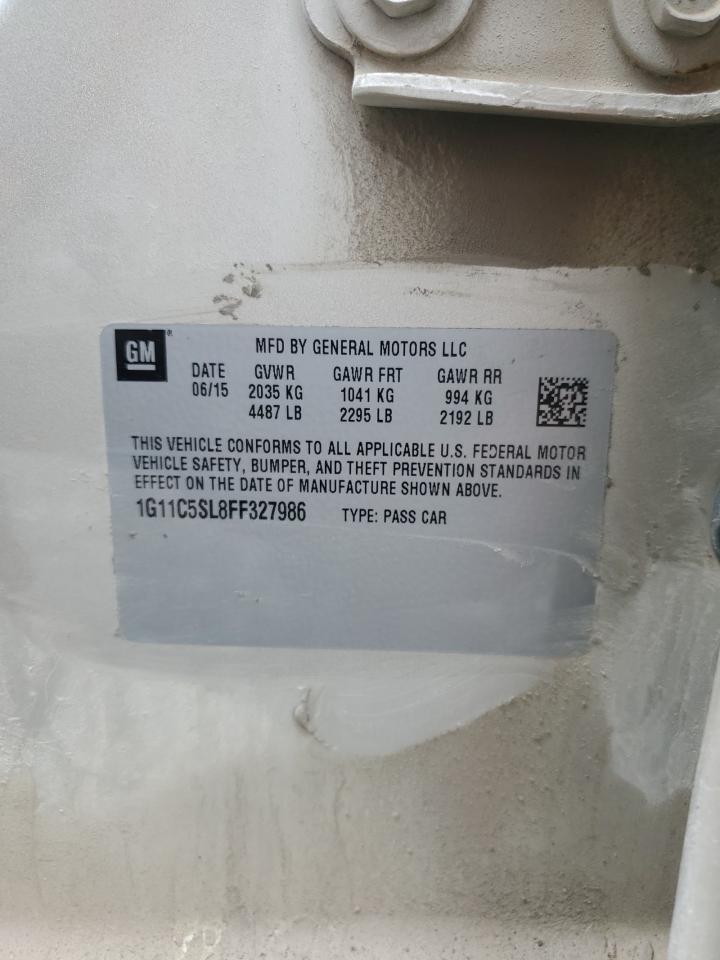 GM®
MFD BY GENERAL MOTORS LLC
DATE GVWR GAWR FRT GAWR RR
06/15 2035 KG 1041 KG 994 KG
4487 LB 2295 LB 2192 LB
THIS VEHICLE CONFORMS TO ALL APPLICABLE U.S. FEDERAL MOTOR
VEHICLE SAFETY, BUMPER, AND THEFT PREVENTION STANDARDS IN
EFFECT ON THE DATE OF MANUFACTURE SHOWN ABOVE.
1G11C5SL8FF327986 TYPE: PASS CAR